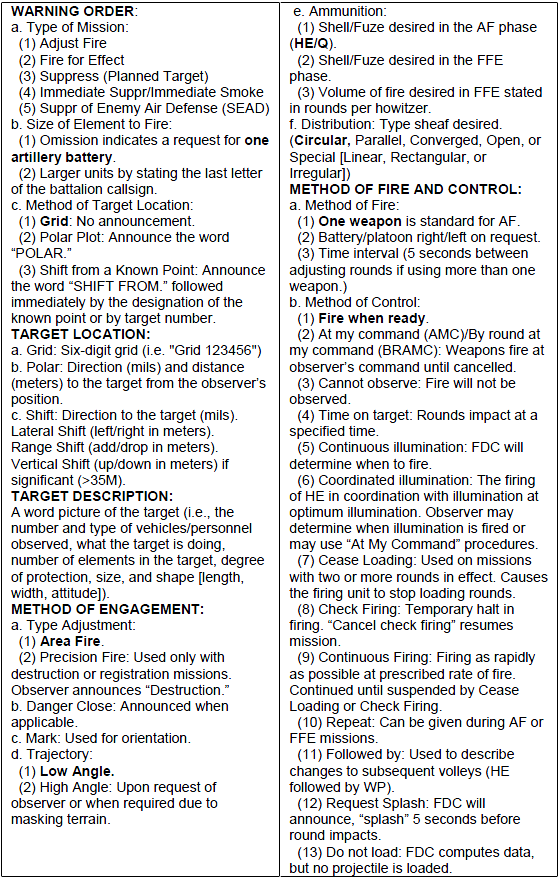 WARNING ORDER:
a. Type of Mission:
(1) Adjust Fire
(2) Fire for Effect
(3) Suppress (Planned Target)
(4) Immediate Suppr/Immediate Smoke
(5) Suppr of Enemy Air Defense (SEAD)
b. Size of Element to Fire:
(1) Omission indicates a request for one
artillery battery.
(2) Larger units by stating the last letter
of the battalion callsign.
c. Method of Target Location:
(1) Grid: No announcement.
(2) Polar Plot: Announce the word
“POLAR.”
(3) Shift from a Known Point: Announce
the word “SHIFT FROM.” followed
immediately by the designation of the
known point or by target number.
TARGET LOCATION:
a. Grid: Six-digit grid (i.e. "Grid 123456")
b. Polar: Direction (mils) and distance
(meters) to the target from the observer’s
position.
c. Shift: Direction to the target (mils).
Lateral Shift (left/right in meters).
Range Shift (add/drop in meters).
Vertical Shift (up/down in meters) if
significant (>35M).
TARGET DESCRIPTION:
A word picture of the target (i.e., the
number and type of vehicles/personnel
observed, what the target is doing,
number of elements in the target, degree
of protection, size, and shape [length,
width, attitude]).
METHOD OF ENGAGEMENT:
a. Type Adjustment:
(1) Area Fire.
(2) Precision Fire: Used only with
destruction or registration missions.
Observer announces “Destruction.”
b. Danger Close: Announced when
applicable.
c. Mark: Used for orientation.
d. Trajectory:
(1) Low Angle.
(2) High Angle: Upon request of
observer or when required due to
masking terrain.
e. Ammunition:
(1) Shell/Fuze desired in the AF phase
(HE/Q).
(2) Shell/Fuze desired in the FFE
phase.
(3) Volume of fire desired in FFE stated
in rounds per howitzer.
f. Distribution: Type sheaf desired.
(Circular, Parallel, Converged, Open, or
Special [Linear, Rectangular, or
Irregular])
METHOD OF FIRE AND CONTROL:
a. Method of Fire:
(1) One weapon is standard for AF.
(2) Battery/platoon right/left on request.
(3) Time interval (5 seconds between
adjusting rounds if using more than one
weapon.)
b. Method of Control:
(1) Fire when ready.
(2) At my command (AMC)/By round at
my command (BRAMC): Weapons fire at
observer’s command until cancelled.
(3) Cannot observe: Fire will not be
observed.
(4) Time on target: Rounds impact at a
specified time.
(5) Continuous illumination: FDC will
determine when to fire.
(6) Coordinated illumination: The firing
of HE in coordination with illumination at
optimum illumination. Observer may
determine when illumination is fired or
may use “At My Command” procedures.
(7) Cease Loading: Used on missions
with two or more rounds in effect. Causes
the firing unit to stop loading rounds.
(8) Check Firing: Temporary halt in
firing. “Cancel check firing” resumes
mission.
(9) Continuous Firing: Firing as rapidly
as possible at prescribed rate of fire.
Continued until suspended by Cease
Loading or Check Firing.
(10) Repeat: Can be given during AF or
FFE missions.
(11) Followed by: Used to describe
changes to subsequent volleys (HE
followed by WP).
(12) Request Splash: FDC will
announce, “splash” 5 seconds before
round impacts.
(13) Do not load: FDC computes data,
but no projectile is loaded.